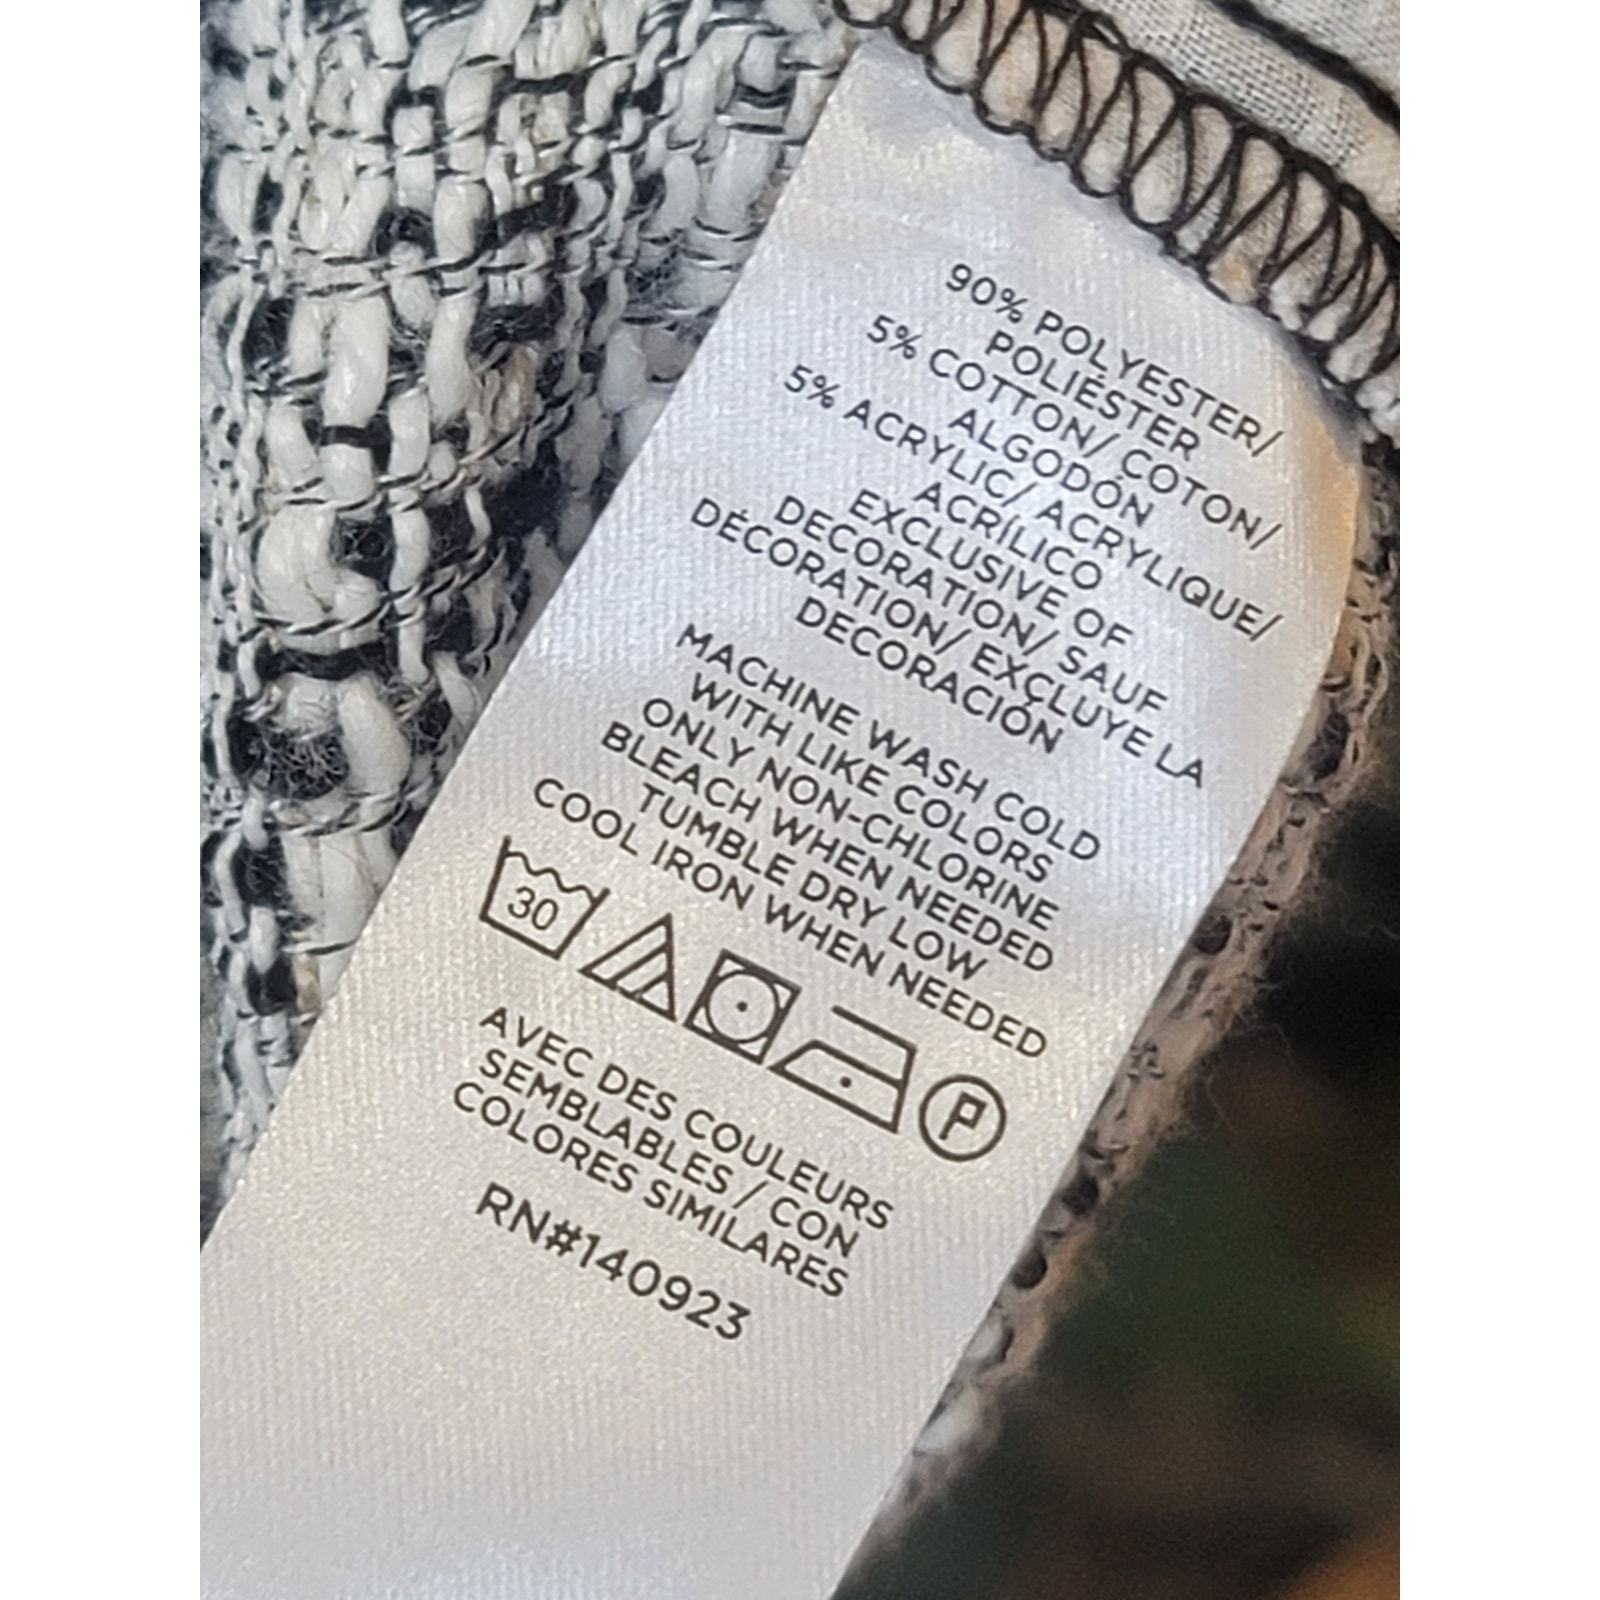 90% POLYESTER/
POLIÉSTER
5% COTTON/ COTON/
ALGODÓN
5% ACRYLIC/ ACRYLIQUE/
ACRÍLICO
EXCLUSIVE OF
DECORATION/ SAUF
DÉCORATION/ EXCLUYE LA
DECORACIÓN
MACHINE WASH COLD
WITH LIKE COLORS
ONLY NON-CHLORINE
BLEACH WHEN NEEDED
TUMBLE DRY LOW
COOL IRON WHEN NEEDED
30 P
AVEC DES COULEURS
SEMBLABLES / CON
COLORES SIMILARES
RN#140923